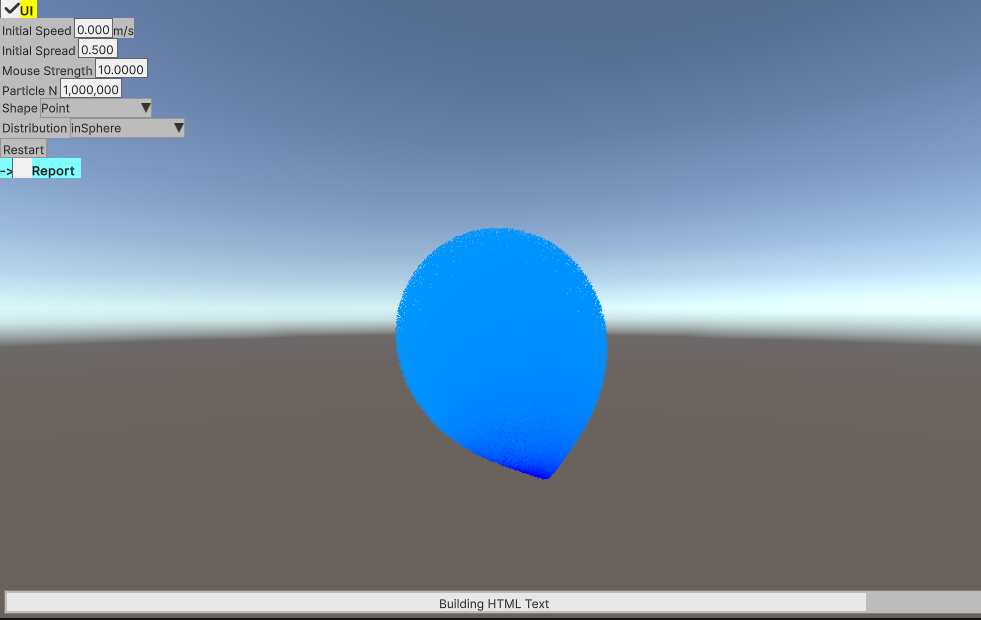 UI
Initial Speed 0.000 m/s
Initial Spread 0.500
Mouse Strength 10.0000
Particle N 1,000,000
Shape Point
Distribution inSphere
Restart
-> Report
Building HTML Text